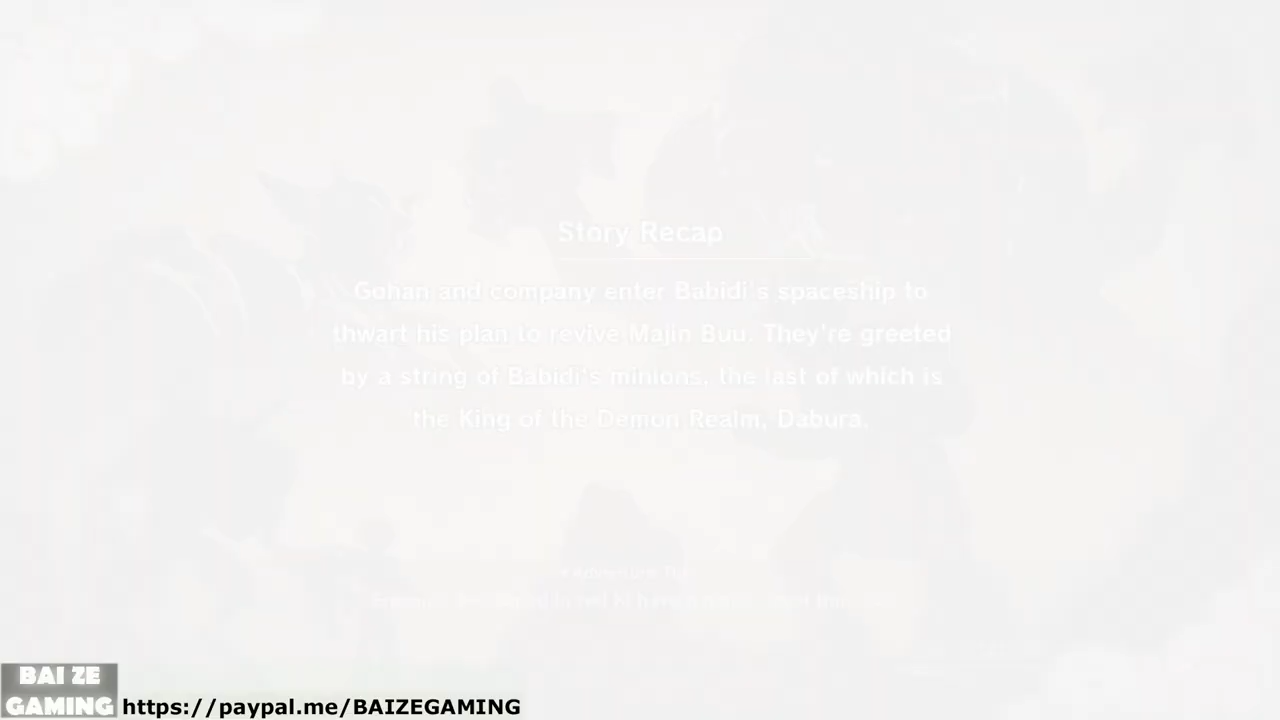 Story Recap
Gohan and company enter Babidi's spaceship to
thwart his plan to revive Majin Buu. They're greeted
by a string of Babidi's minions, the last of which is
the King of the Demon Realm, Dabura.
BAI ZE
GAMING
https://paypal.me/BAIZEGAMING